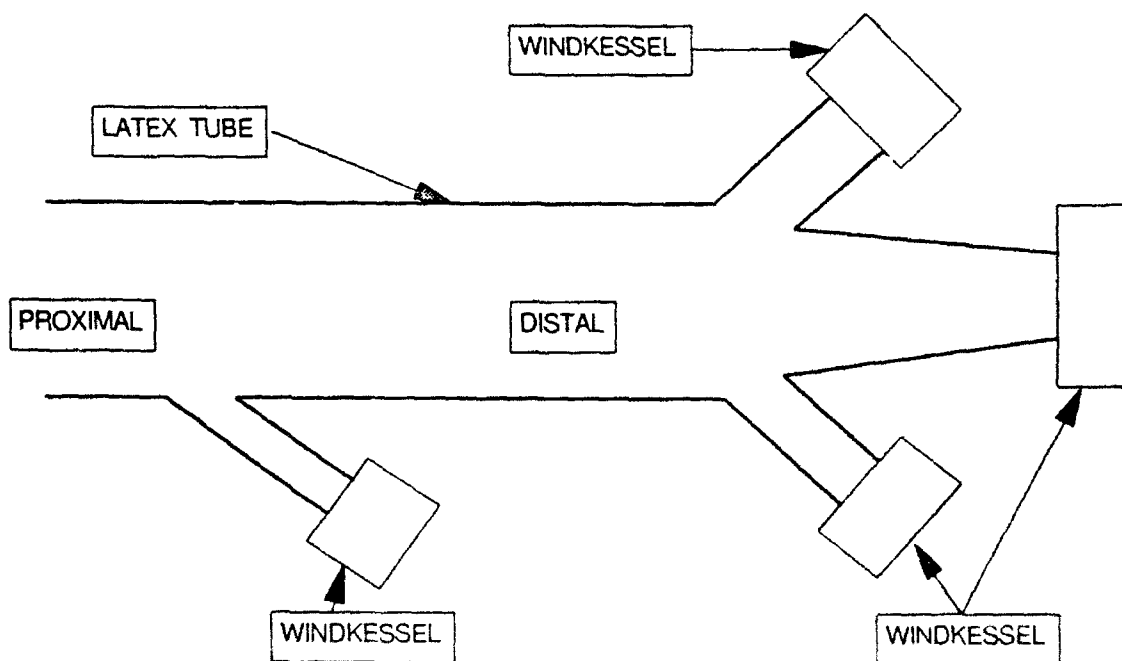 WINDKESSEL
LATEX TUBE
PROXIMAL
DISTAL
WINDKESSEL
WINDKESSEL